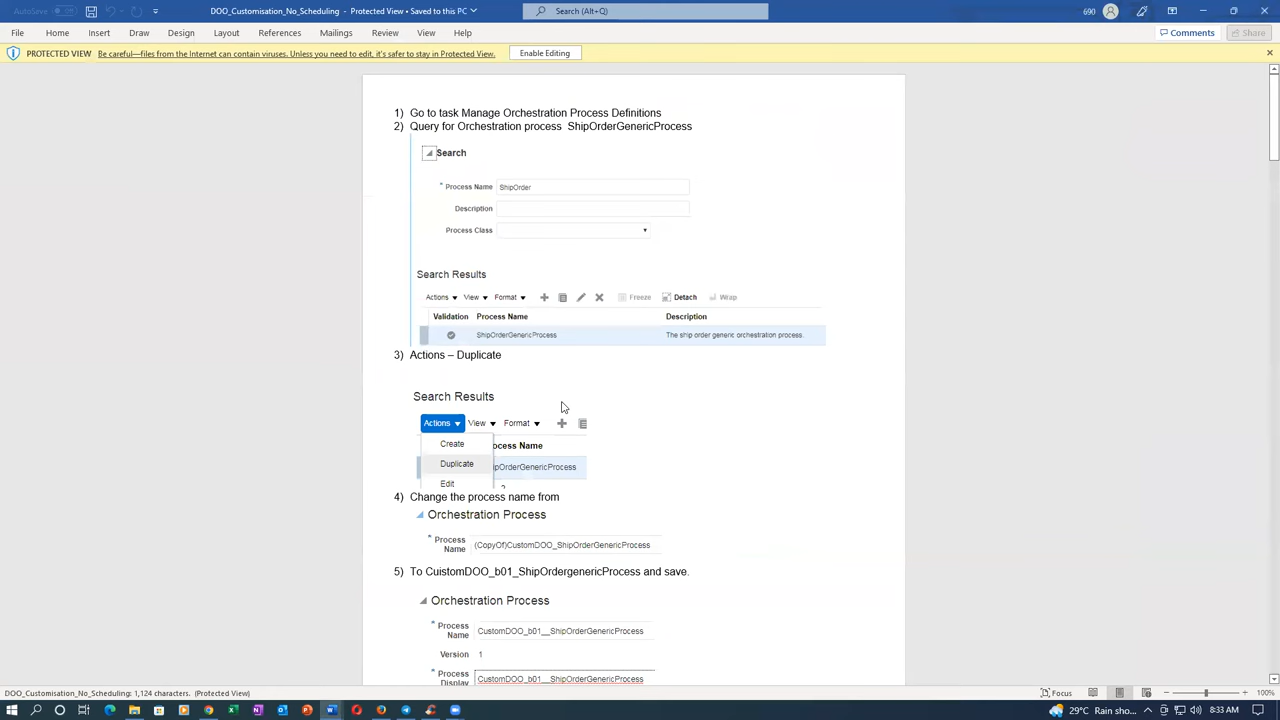 AutoSave
DOO_Customisation_No_Scheduling - Protected View • Saved to this PC
Search (Alt+Q)
690
File Home Insert Draw Design Layout References Mailings Review View Help
Comments Share
PROTECTED VIEW Be careful—files from the Internet can contain viruses. Unless you need to edit, it's safer to stay in Protected View. Enable Editing
1) Go to task Manage Orchestration Process Definitions
2) Query for Orchestration process ShipOrderGenericProcess
Search
* Process Name ShipOrder
Description
Process Class
Search Results
Actions View Format Freeze Detach Wrap
Validation Process Name Description
ShipOrderGenericProcess The ship order generic orchestration process.
3) Actions – Duplicate
Search Results
Actions View Format
Create ocess Name
Duplicate ipOrderGenericProcess
Edit
4) Change the process name from
Orchestration Process
* Process Name (CopyOf)CustomDOO_ShipOrderGenericProcess
5) To CuistomDOO_b01_ShipOrdergenericProcess and save.
Orchestration Process
* Process Name CustomDOO_b01__ShipOrderGenericProcess
Version 1
* Process Display CustomDOO_b01__ShipOrderGenericProcess
DOO_Customisation_No_Scheduling: 1,124 characters. (Protected View)
Focus
100%
29°C Rain sho... 8:33 AM